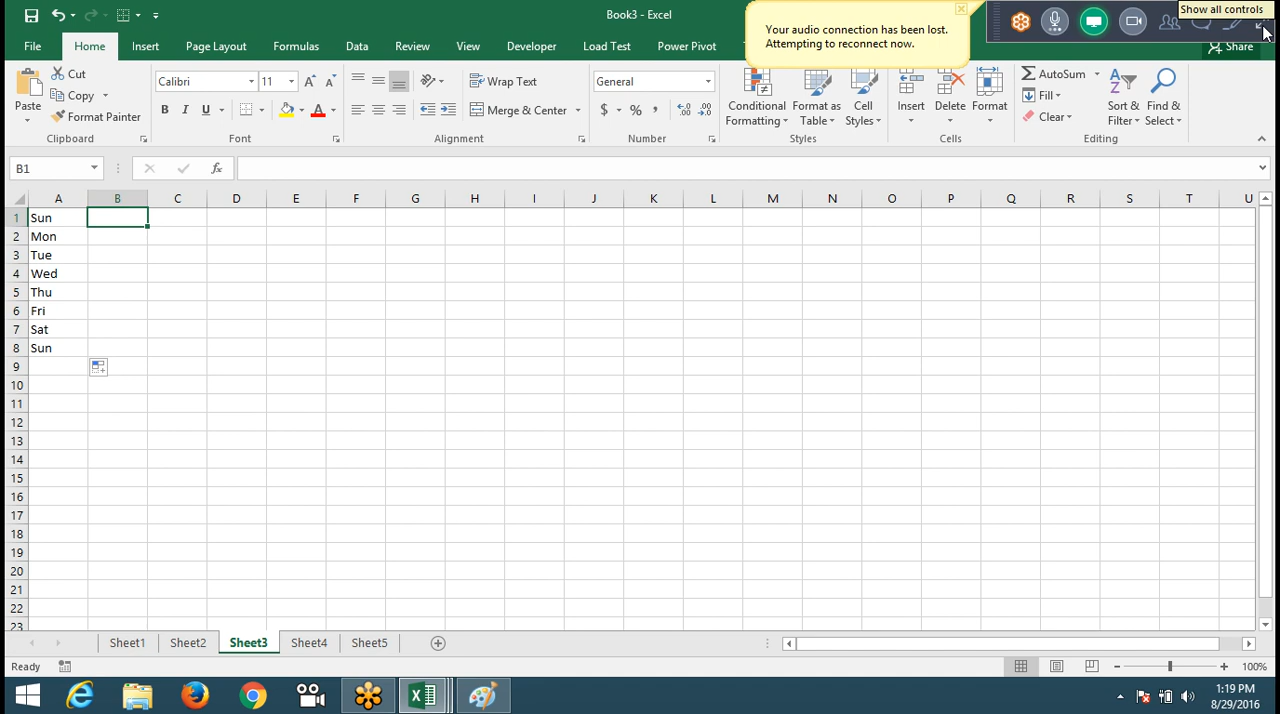 Book3 - Excel
Show all controls
Your audio connection has been lost.
Attempting to reconnect now.
File Home Insert Page Layout Formulas Data Review View Developer Load Test Power Pivot Share
Cut
Copy
Format Painter
Paste
Calibri 11
B I U
Wrap Text
Merge & Center
General
$ % ,
Conditional Formatting
Format as Table
Cell Styles
Insert Delete Format
AutoSum
Fill
Clear
Sort & Filter
Find & Select
Clipboard Font Alignment Number Styles Cells Editing
B1 fx
A B C D E F G H I J K L M N O P Q R S T U
1 Sun
2 Mon
3 Tue
4 Wed
5 Thu
6 Fri
7 Sat
8 Sun
9
10
11
12
13
14
15
16
17
18
19
20
21
22
23
Sheet1 Sheet2 Sheet3 Sheet4 Sheet5
Ready 100%
1:19 PM
8/29/2016